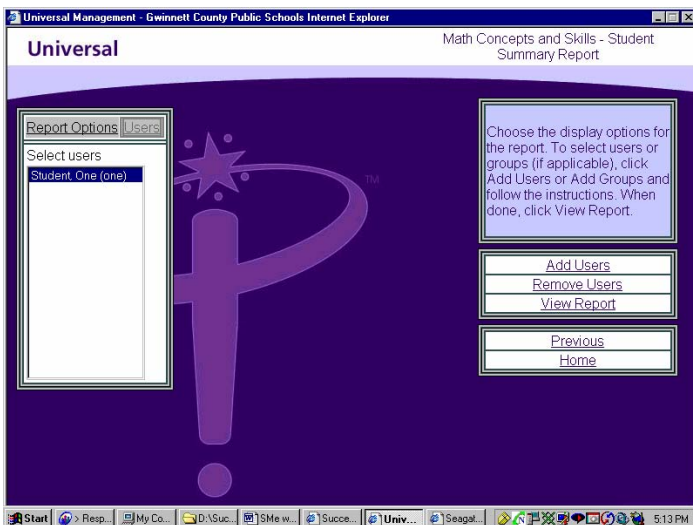 Universal Management - Gwinnett County Public Schools Internet Explorer
Universal
Math Concepts and Skills - Student
Summary Report
Report Options Users
Select users
Student, One (one)
TM
Choose the display options for
the report. To select users or
groups (if applicable), click
Add Users or Add Groups and
follow the instructions. When
done, click View Report.
Add Users
Remove Users
View Report
Previous
Home
Start > Resp... My Co... D:\Suc... SMe w... Succe... Univ... Seagal... 5:13 PM